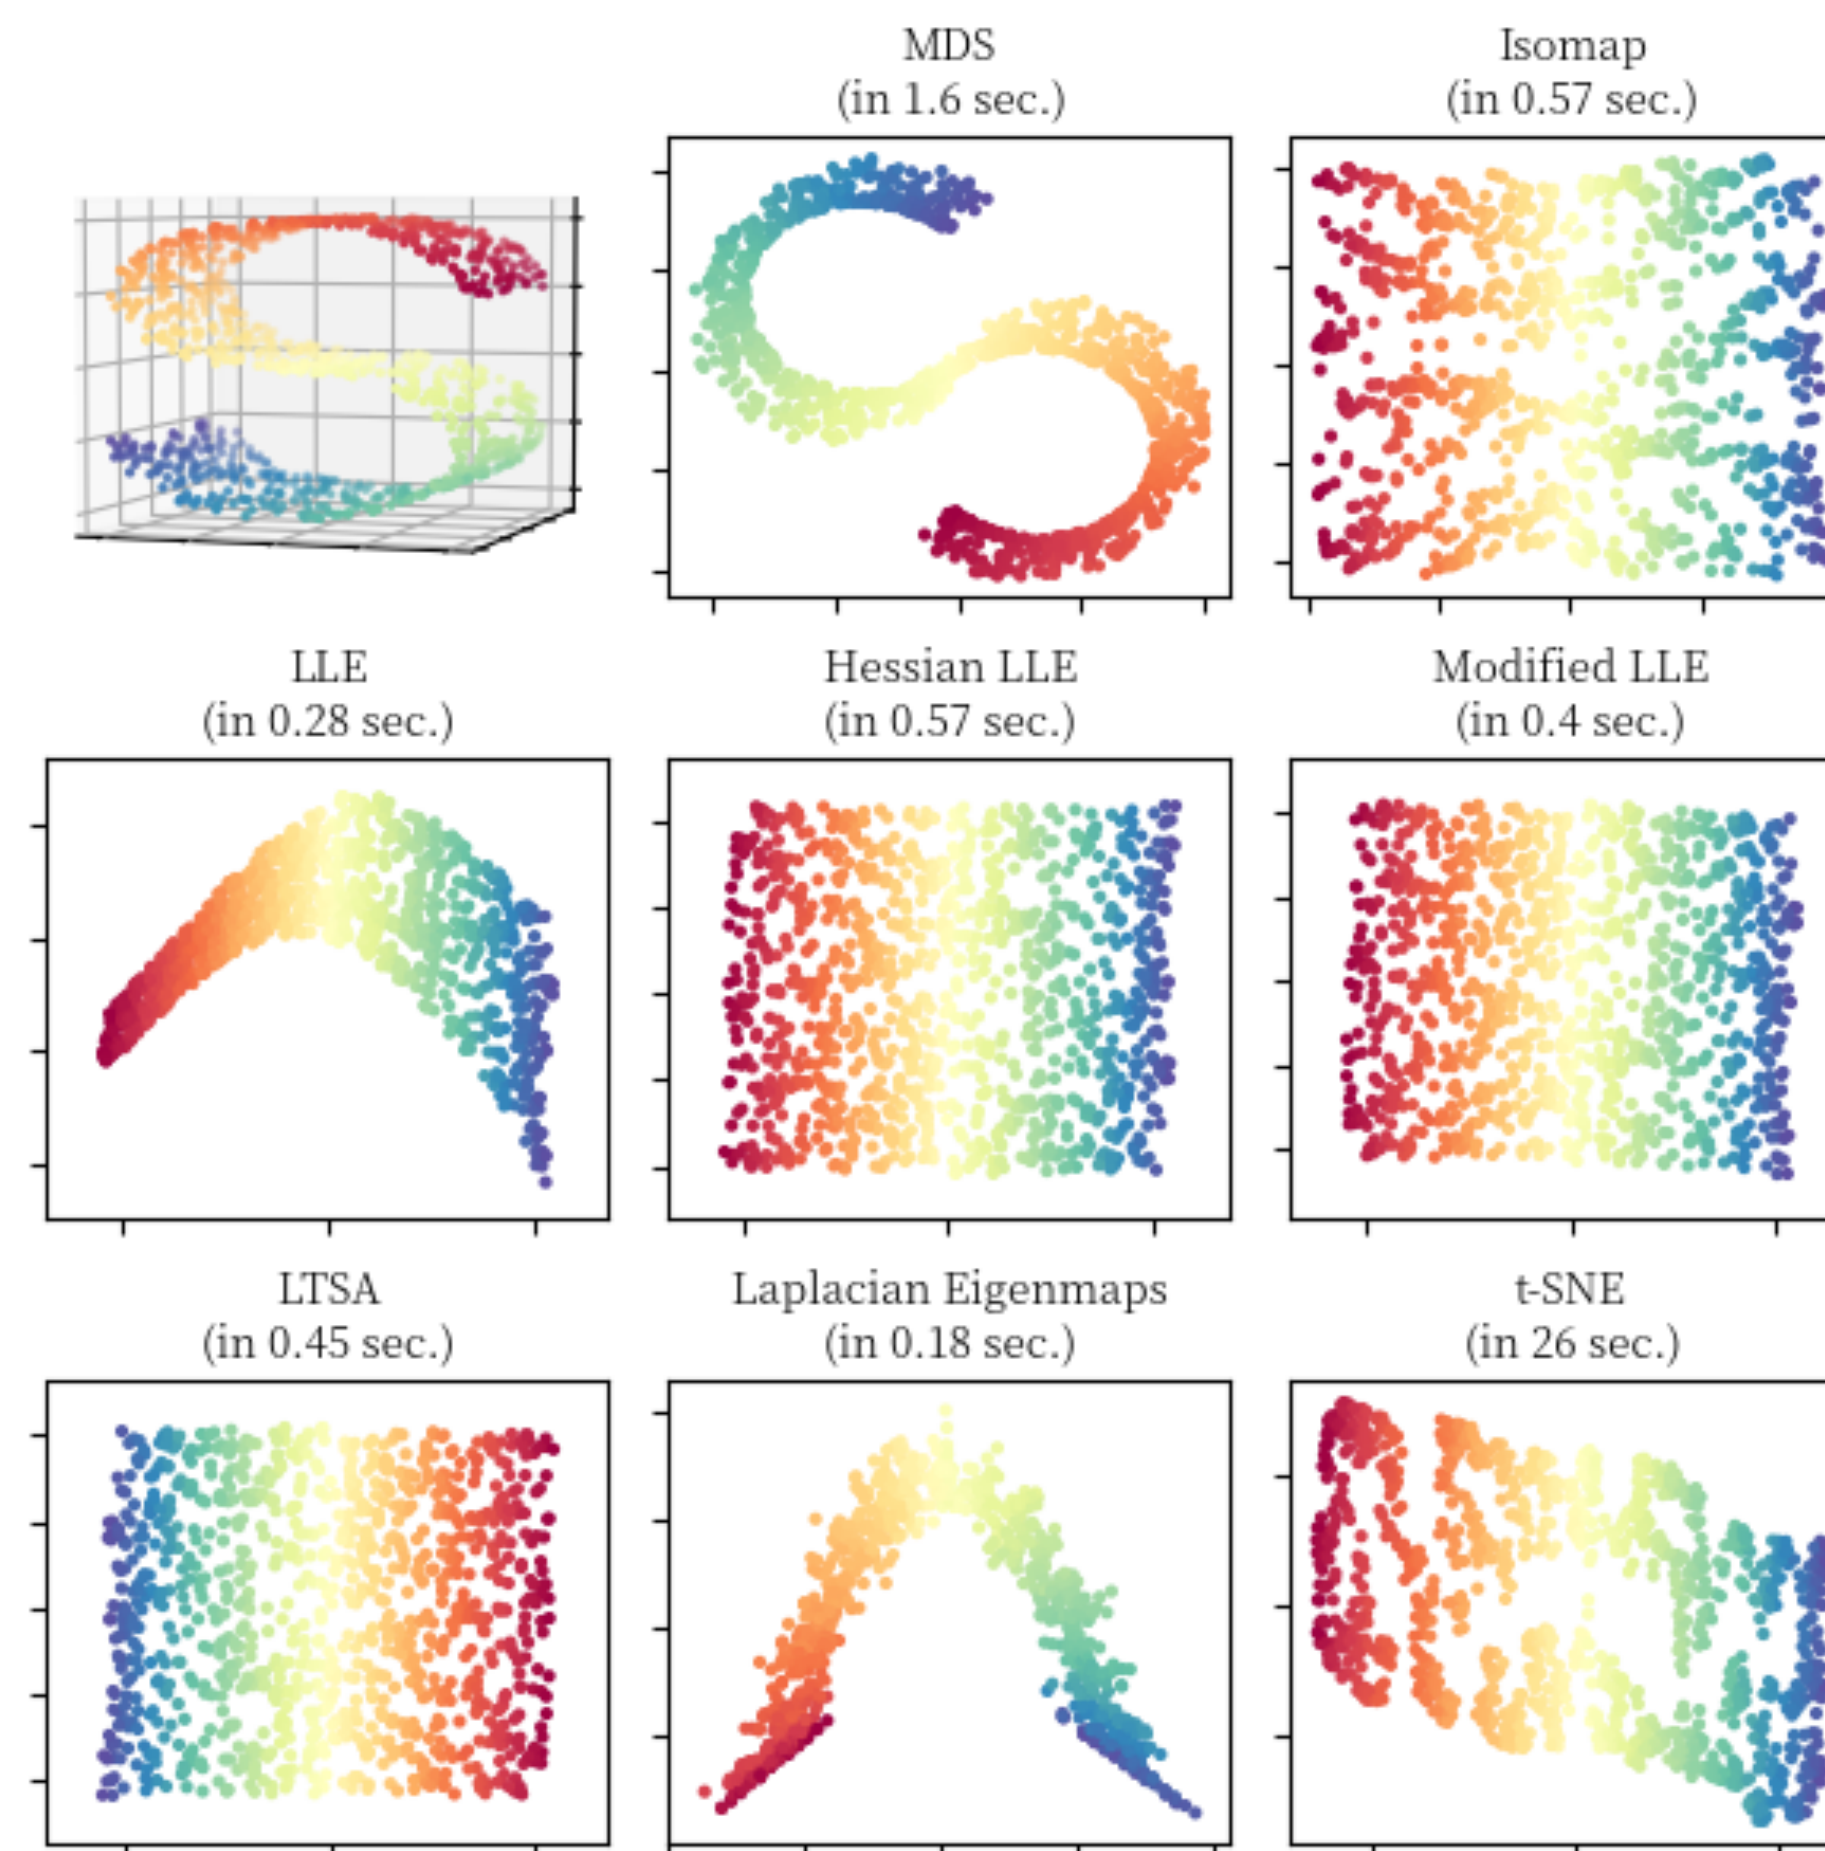 MDS
(in 1.6 sec.)
Isomap
(in 0.57 sec.)
LLE
(in 0.28 sec.)
Hessian LLE
(in 0.57 sec.)
Modified LLE
(in 0.4 sec.)
LTSA
(in 0.45 sec.)
Laplacian Eigenmaps
(in 0.18 sec.)
t-SNE
(in 26 sec.)